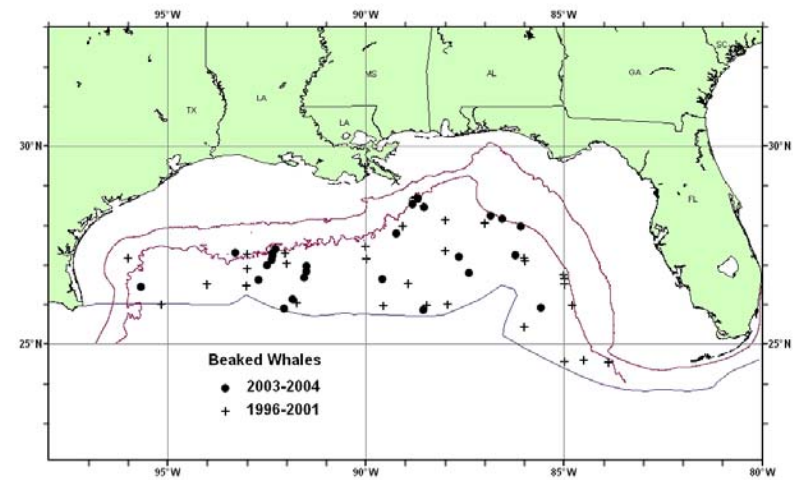 95°W 90°W 85°W
SC
MS AL GA
TX LA
LA
30°N 30°N
FL
25°N 25°N
Beaked Whales
2003-2004
1996-2001
95°W 90°W 85°W 80°W